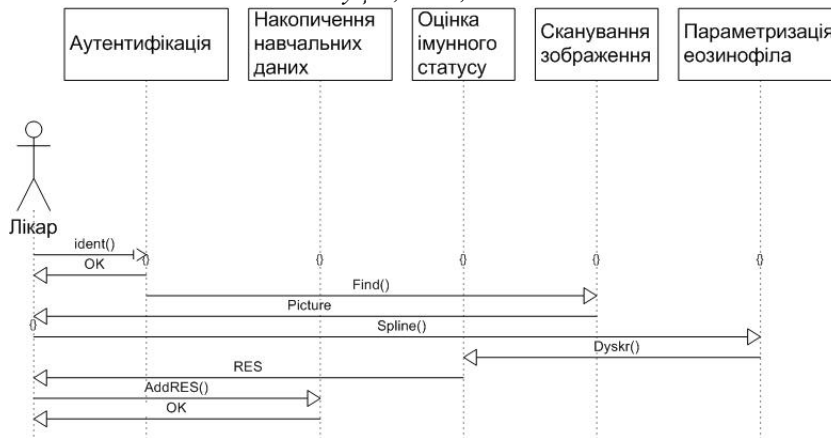 Аутентифікація
Накопичення
навчальних
даних
Оцінка
імунного
статусу
Сканування
зображення
Параметризація
еозинофіла
Лікар
ident()
{}
{}
{}
{}
{}
OK
Find()
Picture
{}
Spline()
Dyskr()
RES
AddRES()
OK